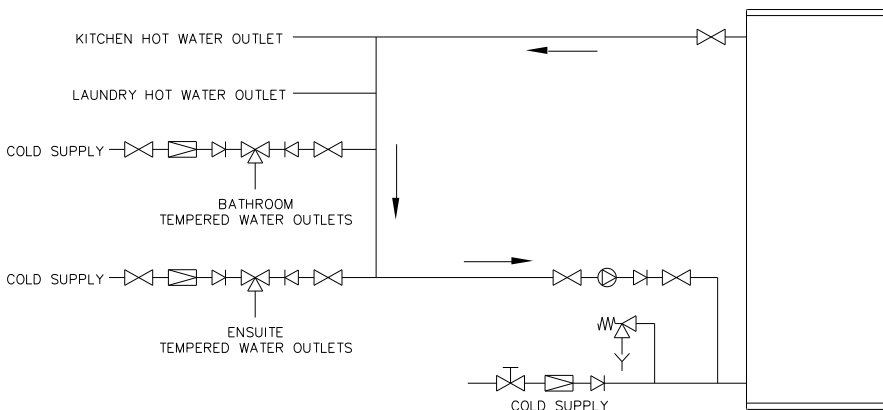 KITCHEN HOT WATER OUTLET
LAUNDRY HOT WATER OUTLET
COLD SUPPLY
BATHROOM
TEMPERED WATER OUTLETS
COLD SUPPLY
ENSUITE
TEMPERED WATER OUTLETS
COLD SUPPLY